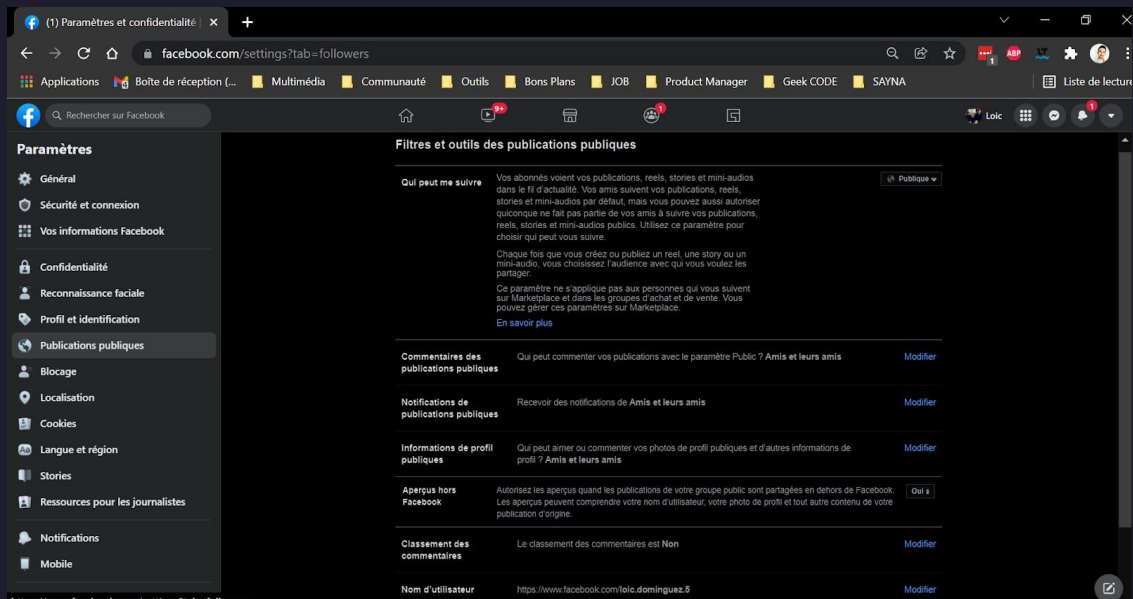 (1) Paramètres et confidentialité
facebook.com/settings?tab=followers
ABP
1
Applications
Boîte de réception (...
Multimédia
Communauté
Outils
Bons Plans
JOB
Product Manager
Geek CODE
SAYNA
Liste de lecture
Rechercher sur Facebook
9+
1
Loic
1
Paramètres
Général
Sécurité et connexion
Vos informations Facebook
Confidentialité
Reconnaissance faciale
Profil et identification
Publications publiques
Blocage
Localisation
Cookies
Langue et région
Stories
Ressources pour les journalistes
Notifications
Mobile
Filtres et outils des publications publiques
Qui peut me suivre
Vos abonnés voient vos publications, reels, stories et mini-audios
dans le fil d'actualité. Vos amis suivent vos publications, reels,
stories et mini-audios par défaut, mais vous pouvez aussi autoriser
quiconque ne fait pas partie de vos amis à suivre vos publications,
reels, stories et mini-audios publics. Utilisez ce paramètre pour
choisir qui peut vous suivre.
Publique
Chaque fois que vous créez ou publiez un reel, une story ou un
mini-audio, vous choisissez l'audience avec qui vous voulez les
partager.
Ce paramètre ne s'applique pas aux personnes qui vous suivent
sur Marketplace et dans les groupes d'achat et de vente. Vous
pouvez gérer ces paramètres sur Marketplace.
En savoir plus
Commentaires des
publications publiques
Qui peut commenter vos publications avec le paramètre Public ? Amis et leurs amis
Modifier
Notifications de
publications publiques
Recevoir des notifications de Amis et leurs amis
Modifier
Informations de profil
publiques
Qui peut aimer ou commenter vos photos de profil publiques et d'autres informations de
profil ? Amis et leurs amis
Modifier
Aperçus hors
Facebook
Autorisez les aperçus quand les publications de votre groupe public sont partagées en dehors de Facebook.
Les aperçus peuvent comprendre votre nom d'utilisateur, votre photo de profil et tout autre contenu de votre
publication d'origine.
Oui
Classement des
commentaires
Le classement des commentaires est Non
Modifier
Nom d'utilisateur
https://www.facebook.com/loic.dominguez.5
Modifier